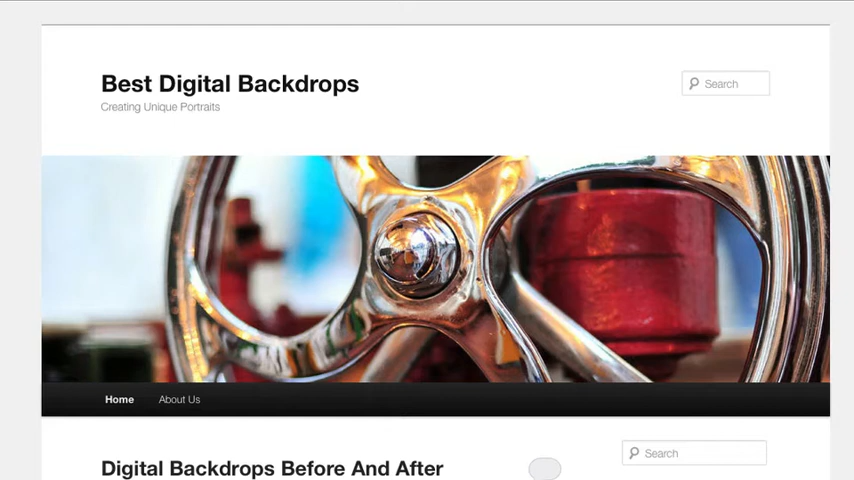 Best Digital Backdrops
Creating Unique Portraits
Search
Home
About Us
Search
Digital Backdrops Before And After